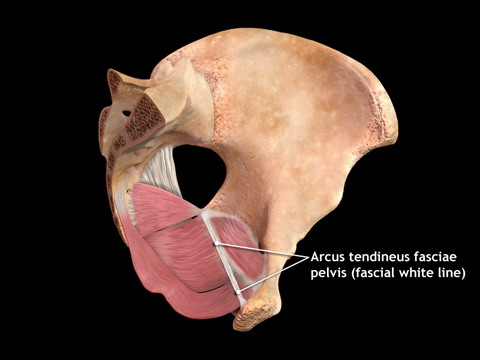 Arcus tendineus fasciae
pelvis (fascial white line)